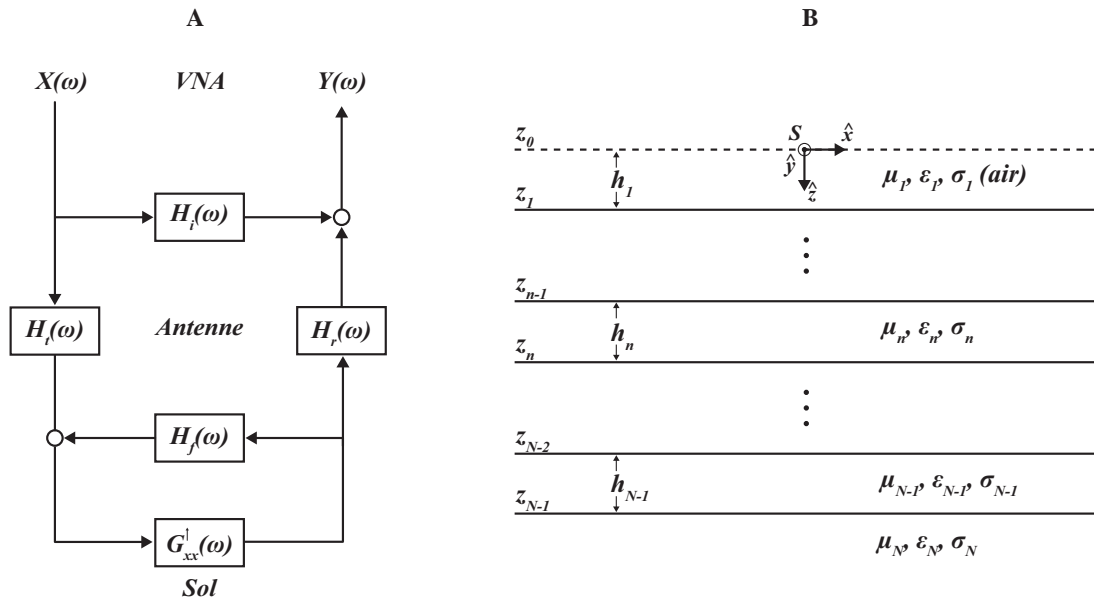 A
X(ω) VNA Y(ω)
H_i(ω)
H_t(ω) Antenne H_r(ω)
H_f(ω)
G↑_xx(ω)
Sol
B
z_0 S x̂
ŷ
ẑ
h_1 μ_1, ε_1, σ_1 (air)
z_1
⋮
z_{n-1}
h_n μ_n, ε_n, σ_n
z_n
⋮
z_{N-2}
h_{N-1} μ_{N-1}, ε_{N-1}, σ_{N-1}
z_{N-1}
μ_N, ε_N, σ_N